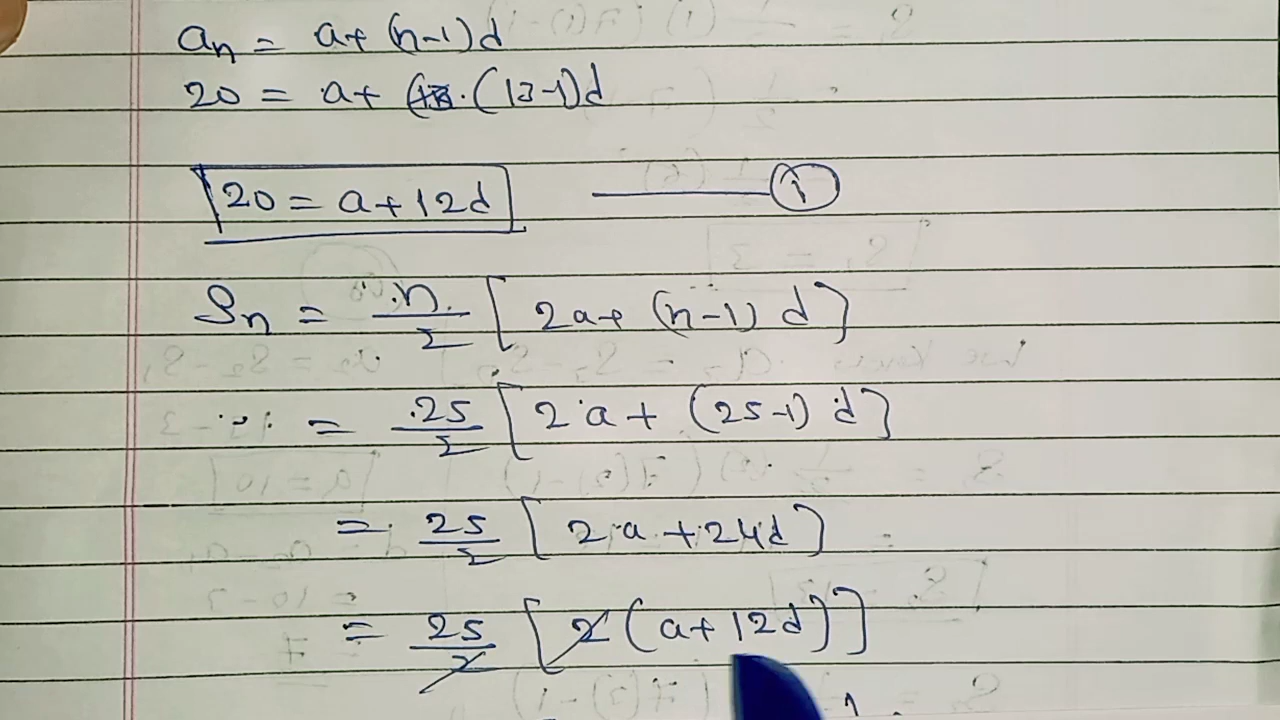 aₙ = a+ (n-1)d
20 = a+ (13-1)d
20 = a+12d ——— ①
Sₙ = n/2 [2a+ (n-1) d]
= 25/2 [2a + (25-1) d]
= 25/2 [2a +24d]
= 25/2 [2(a+12d)]